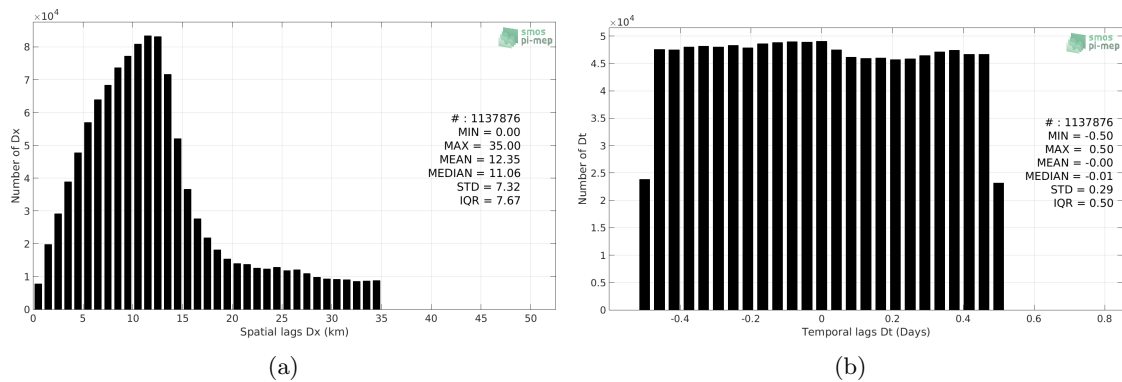 ×10⁴
8
7
6
5
4
3
2
1
0
Number of Dx
0 5 10 15 20 25 30 35 40 45 50
Spatial lags Dx (km)
smos
pi-mep
# : 1137876
MIN = 0.00
MAX = 35.00
MEAN = 12.35
MEDIAN = 11.06
STD = 7.32
IQR = 7.67
(a)
×10⁴
5
4.5
4
3.5
3
2.5
2
1.5
1
0.5
0
Number of Dt
-0.4 -0.2 0 0.2 0.4 0.6 0.8
Temporal lags Dt (Days)
smos
pi-mep
# : 1137876
MIN = -0.50
MAX = 0.50
MEAN = -0.00
MEDIAN = -0.01
STD = 0.29
IQR = 0.50
(b)